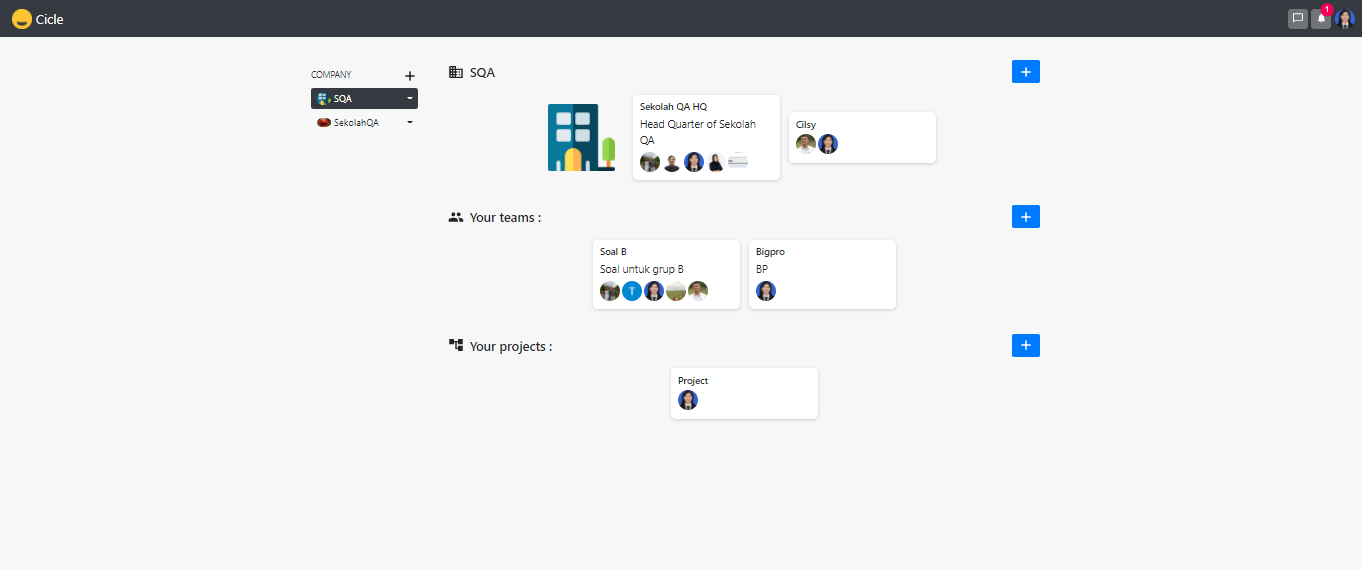 Cicle
1
COMPANY
SQA
SekolahQA
SQA
Sekolah QA HQ
Head Quarter of Sekolah
QA
Cilsy
Your teams :
Soal B
Soal untuk grup B
T
Bigpro
BP
Your projects :
Project